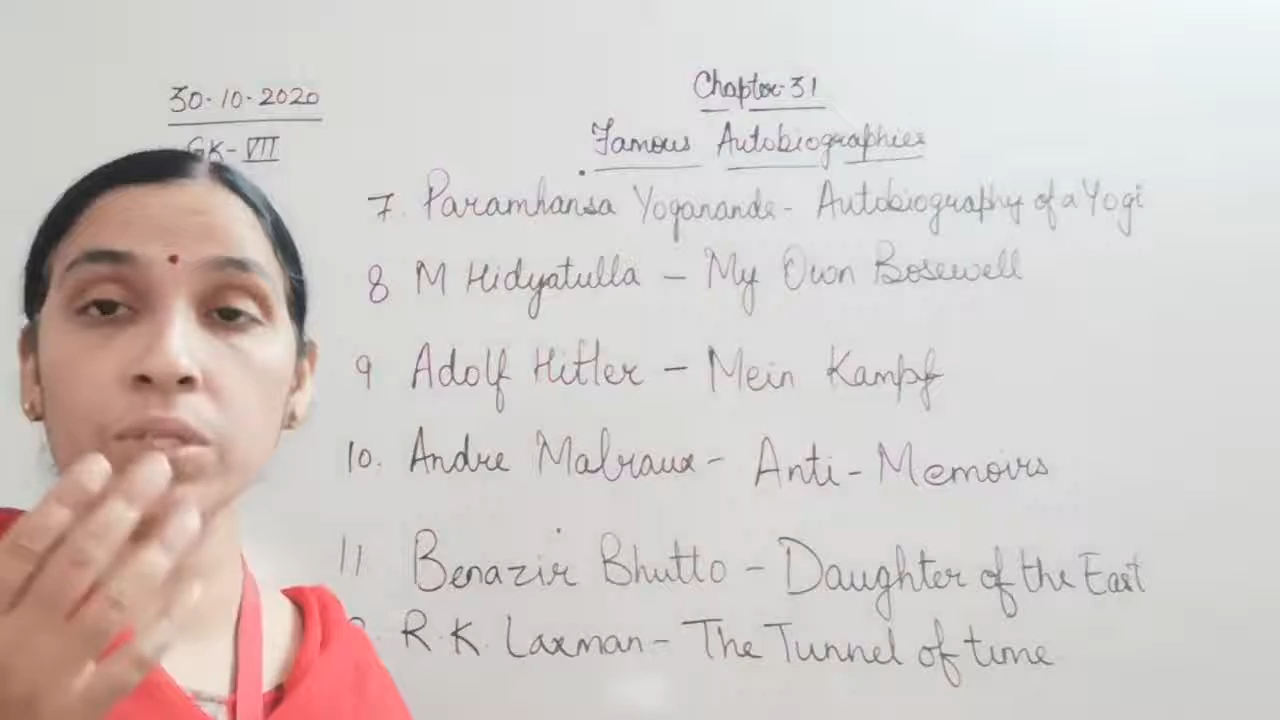 30.10.2020
GK-VII
Chapter-31
Famous Autobiographies
7. Paramhansa Yogananda- Autobiography of a Yogi
8 M Hidyatulla - My Own Bosewell
9 Adolf Hitler - Mein Kampf
10. Andre Malraux- Anti-Memoirs
11 Benazir Bhutto - Daughter of the East
R.K. Laxman- The Tunnel of time